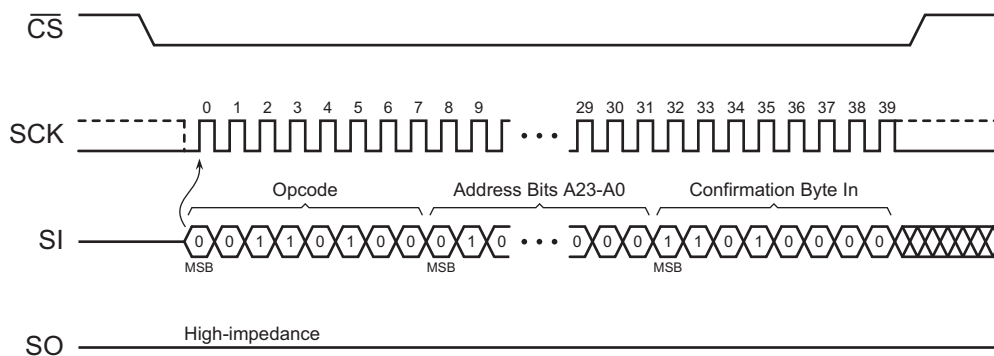 CS
0 1 2 3 4 5 6 7 8 9 29 30 31 32 33 34 35 36 37 38 39
SCK
Opcode Address Bits A23-A0 Confirmation Byte In
SI 0 0 1 1 0 1 0 0 0 1 0 0 0 0 1 1 0 1 0 0 0 0
MSB MSB MSB
High-impedance
SO